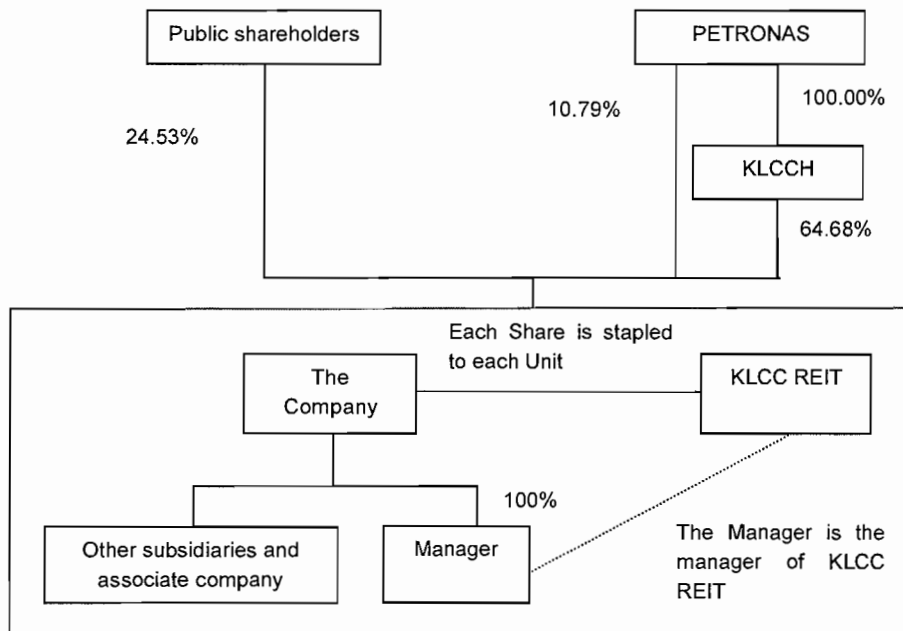 Public shareholders
PETRONAS
24.53%
10.79%
100.00%
KLCCH
64.68%
Each Share is stapled
to each Unit
The
Company
KLCC REIT
100%
Other subsidiaries and
associate company
Manager
The Manager is the
manager of KLCC
REIT